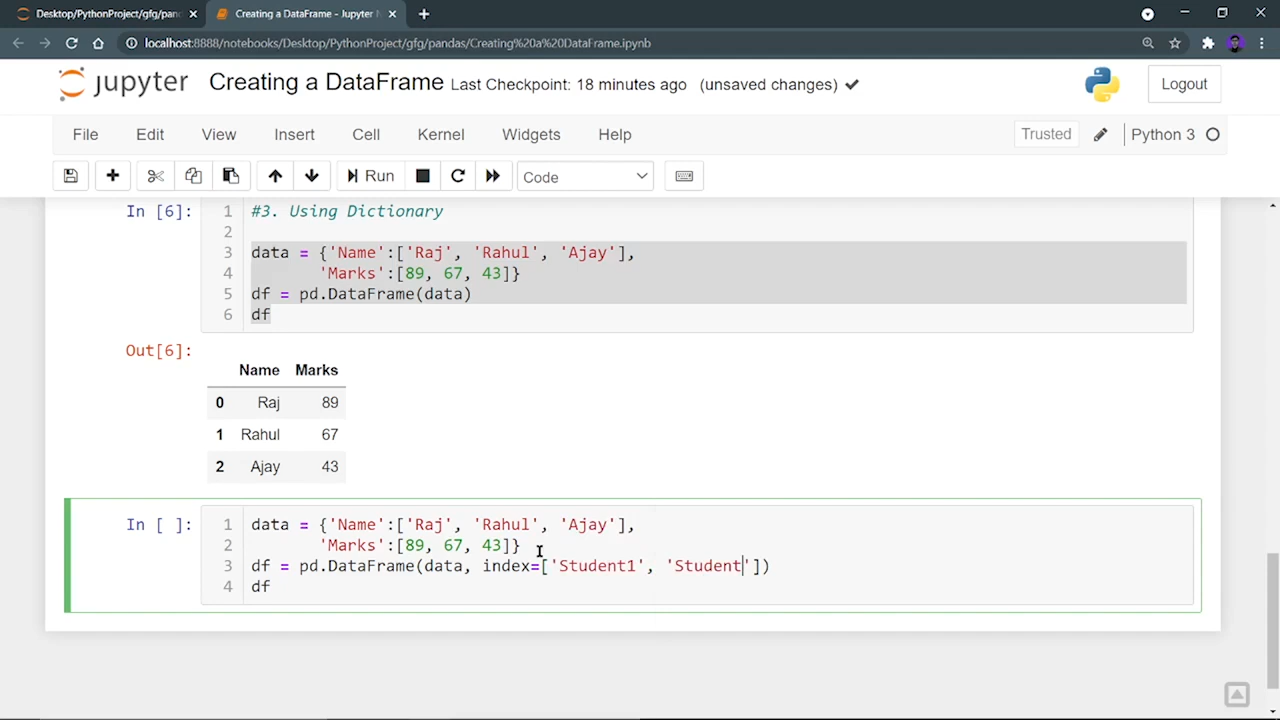 Desktop/PythonProject/gfg/pand
Creating a DataFrame - Jupyter
localhost:8888/notebooks/Desktop/PythonProject/gfg/pandas/Creating%20a%20DataFrame.ipynb
jupyter Creating a DataFrame Last Checkpoint: 18 minutes ago (unsaved changes)
Logout
File Edit View Insert Cell Kernel Widgets Help
Trusted
Python 3
Run
Code
In [6]:
1 #3. Using Dictionary
2
3 data = {'Name':['Raj', 'Rahul', 'Ajay'],
4 'Marks':[89, 67, 43]}
5 df = pd.DataFrame(data)
6 df
Out[6]:
Name Marks
0 Raj 89
1 Rahul 67
2 Ajay 43
In [ ]:
1 data = {'Name':['Raj', 'Rahul', 'Ajay'],
2 'Marks':[89, 67, 43]}
3 df = pd.DataFrame(data, index=['Student1', 'Student'])
4 df